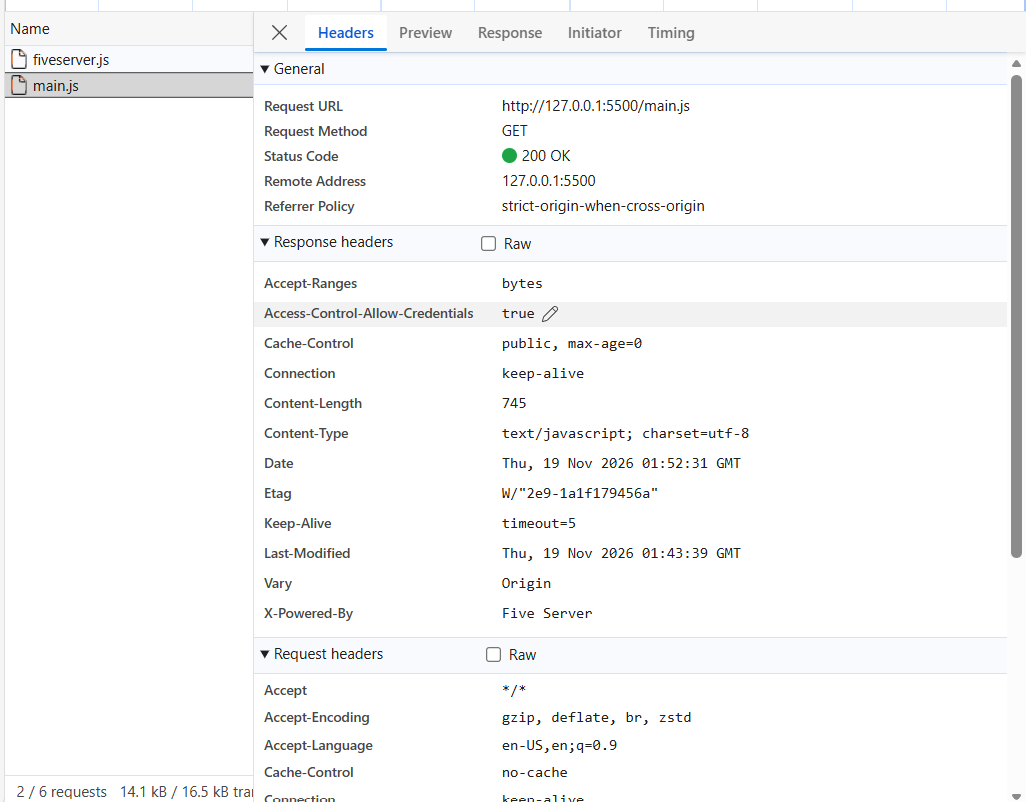 Name
fiveserver.js
main.js
2 / 6 requests 14.1 kB / 16.5 kB
Headers Preview Response Initiator Timing
General
Request URL http://127.0.0.1:5500/main.js
Request Method GET
Status Code 200 OK
Remote Address 127.0.0.1:5500
Referrer Policy strict-origin-when-cross-origin
Response headers Raw
Accept-Ranges bytes
Access-Control-Allow-Credentials true
Cache-Control public, max-age=0
Connection keep-alive
Content-Length 745
Content-Type text/javascript; charset=utf-8
Date Thu, 19 Nov 2026 01:52:31 GMT
Etag W/"2e9-1a1f179456a"
Keep-Alive timeout=5
Last-Modified Thu, 19 Nov 2026 01:43:39 GMT
Vary Origin
X-Powered-By Five Server
Request headers Raw
Accept */*
Accept-Encoding gzip, deflate, br, zstd
Accept-Language en-US,en;q=0.9
Cache-Control no-cache
Connection keep-alive